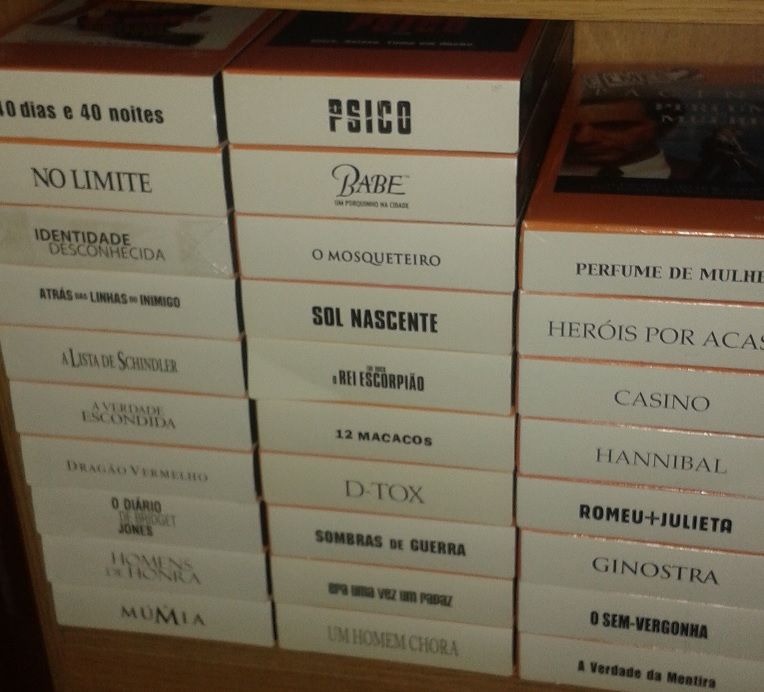 40 dias e 40 noites
NO LIMITE
IDENTIDADE
DESCONHECIDA
ATRÁS DAS LINHAS DO INIMIGO
A LISTA DE SCHINDLER
A VERDADE
ESCONDIDA
DRAGÃO VERMELHO
O DIÁRIO
DE BRIDGET
JONES
HOMENS
DE HONRA
MÚMIA
PSICO
BABE
UM PORQUINHO NA CIDADE
O MOSQUETEIRO
SOL NASCENTE
O REI ESCORPIÃO
12 MACACOS
D-TOX
SOMBRAS DE GUERRA
era uma vez um rapaz
UM HOMEM CHORA
PERFUME DE MULHE
HERÓIS POR ACAS
CASINO
HANNIBAL
ROMEU+JULIETA
GINOSTRA
O SEM-VERGONHA
A Verdade da Mentira